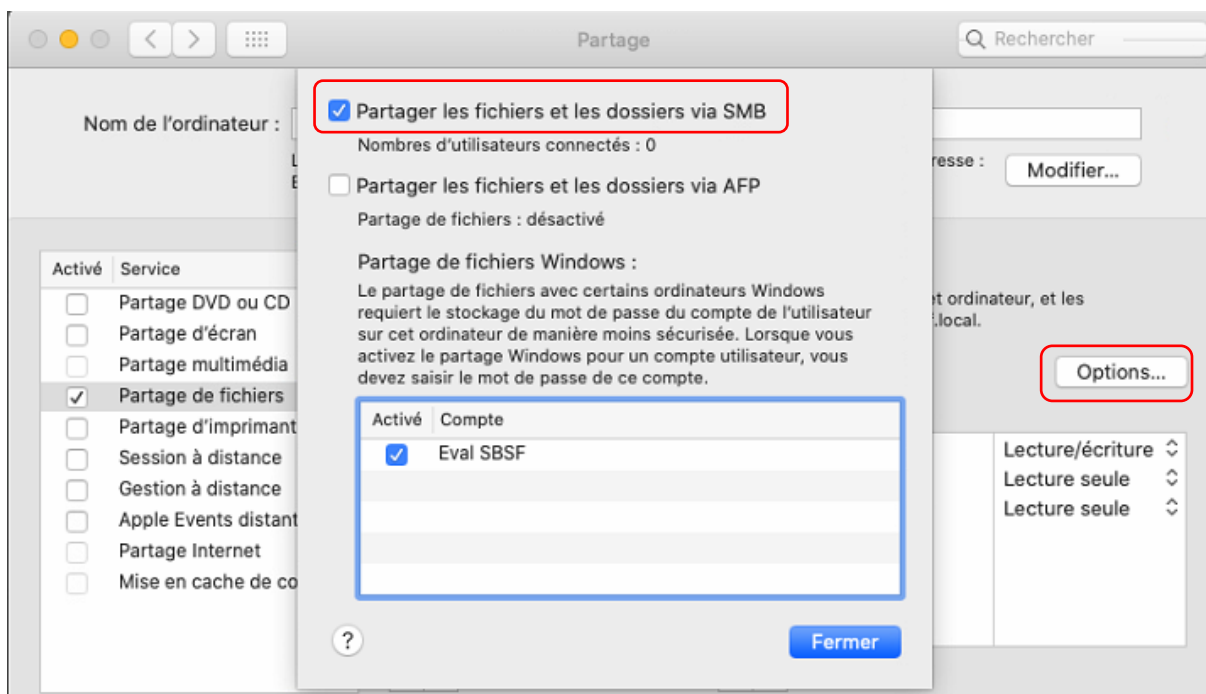 Partage
Rechercher
Nom de l'ordinateur :
resse :
Modifier...
Partager les fichiers et les dossiers via SMB
Nombres d'utilisateurs connectés : 0
Partager les fichiers et les dossiers via AFP
Partage de fichiers : désactivé
Partage de fichiers Windows :
Le partage de fichiers avec certains ordinateurs Windows
requiert le stockage du mot de passe du compte de l'utilisateur
sur cet ordinateur de manière moins sécurisée. Lorsque vous
activez le partage Windows pour un compte utilisateur, vous
devez saisir le mot de passe de ce compte.
Activé Compte
Eval SBSF
?
Fermer
Activé Service
Partage DVD ou CD
Partage d'écran
Partage multimédia
Partage de fichiers
Partage d'imprimant
Session à distance
Gestion à distance
Apple Events distant
Partage Internet
Mise en cache de co
et ordinateur, et les
f.local.
Options...
Lecture/écriture
Lecture seule
Lecture seule